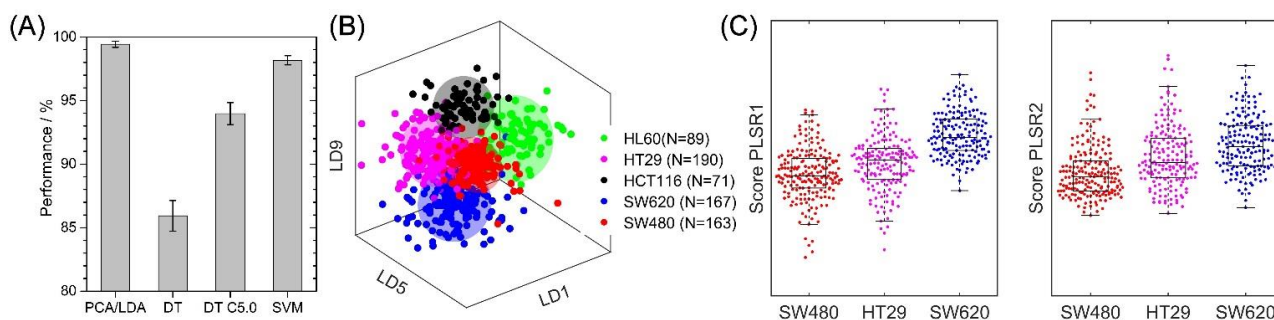 (A)
100
95
90
85
80
Performance / %
PCA/LDA DT DT C5.0 SVM
(B)
LD9
LD5
LD1
HL60(N=89)
HT29 (N=190)
HCT116 (N=71)
SW620 (N=167)
SW480 (N=163)
(C)
Score PLSR1
SW480 HT29 SW620
Score PLSR2
SW480 HT29 SW620